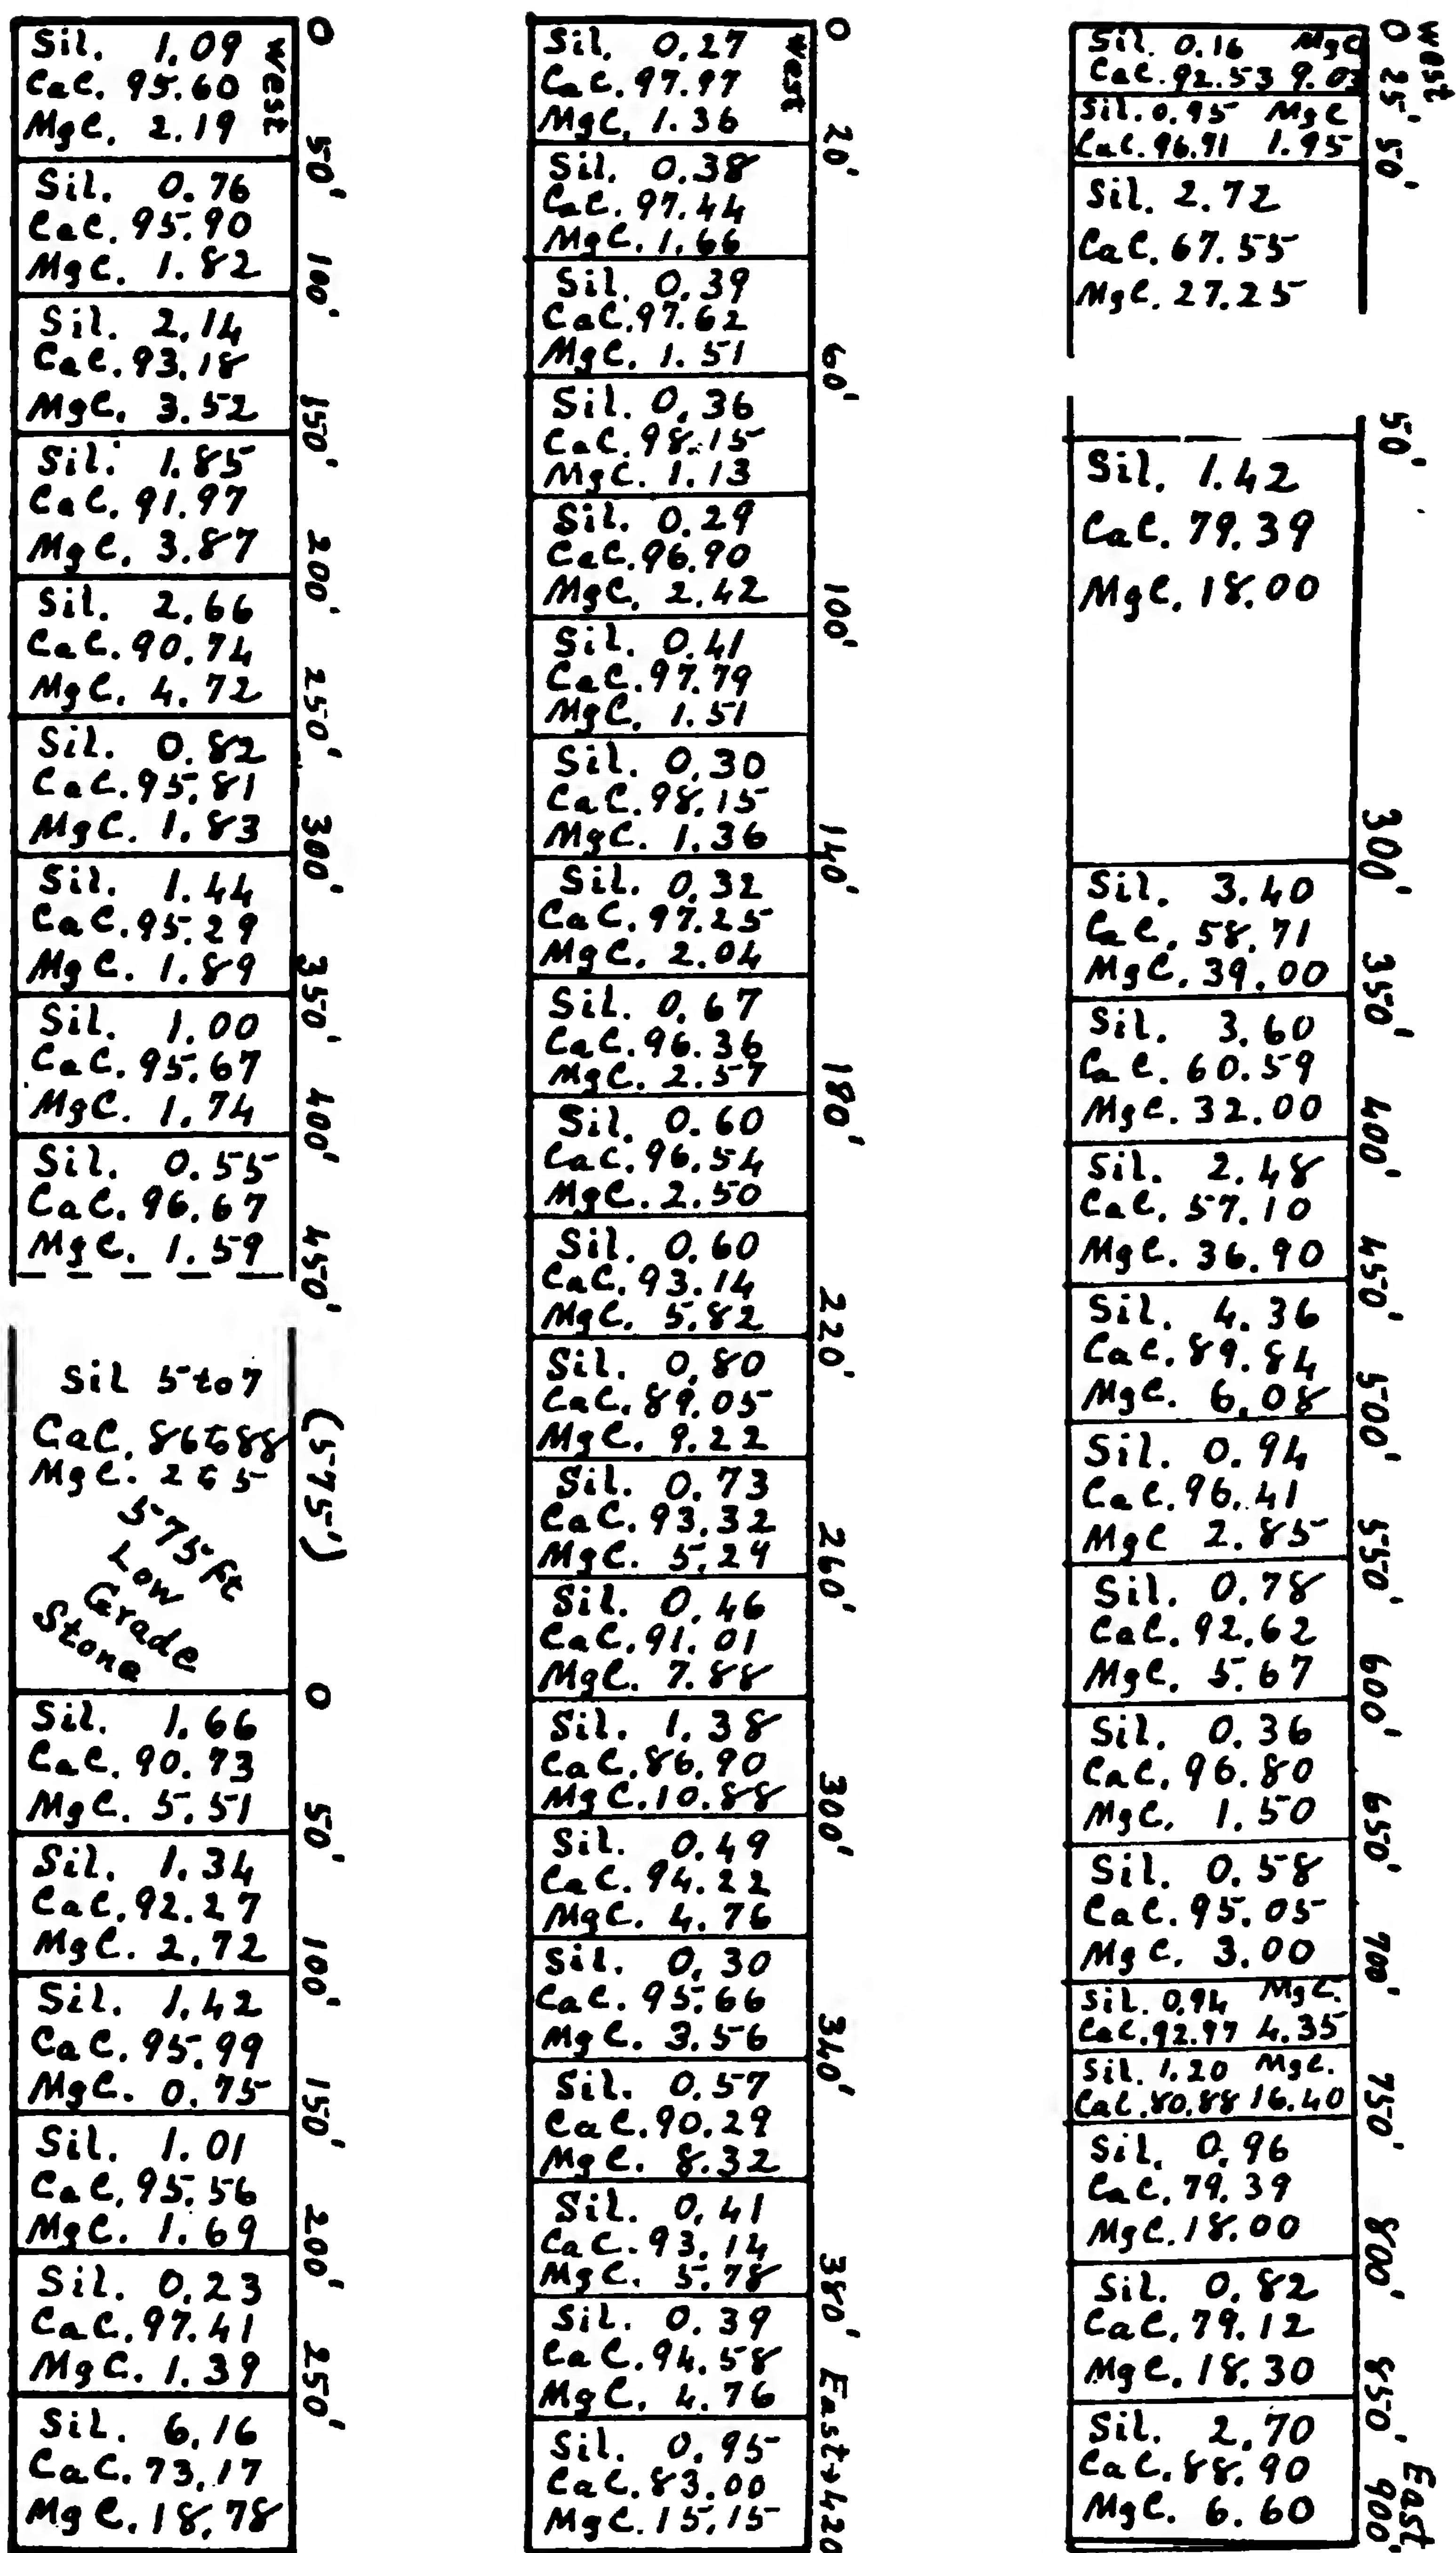 west
0
Sil. 1.09
CaC. 95.60
MgC. 2.19
50'
Sil. 0.76
CaC. 95.90
MgC. 1.82
100'
Sil. 2.14
CaC. 93.18
MgC. 3.52
150'
Sil. 1.85
CaC. 91.97
MgC. 3.87
200'
Sil. 2.66
CaC. 90.74
MgC. 4.72
250'
Sil. 0.82
CaC. 95.81
MgC. 1.83
300'
Sil. 1.44
CaC. 95.29
MgC. 1.89
350'
Sil. 1.00
CaC. 95.67
MgC. 1.74
400'
Sil. 0.55
CaC. 96.67
MgC. 1.59
450'
Sil 5 to 7
CaC. 86 to 88
MgC. 2 to 5
(575')
575 ft
Low
Grade
Stone
0
Sil. 1.66
CaC. 90.73
MgC. 5.51
50'
Sil. 1.34
CaC. 92.27
MgC. 2.72
100'
Sil. 1.42
CaC. 95.99
MgC. 0.75
150'
Sil. 1.01
CaC. 95.56
MgC. 1.69
200'
Sil. 0.23
CaC. 97.41
MgC. 1.39
250'
Sil. 6.16
CaC. 73.17
MgC. 18.78
west
0
Sil. 0.27
CaC. 97.97
MgC. 1.36
20'
Sil. 0.38
CaC. 97.44
MgC. 1.66
Sil. 0.39
CaC. 97.62
MgC. 1.51
60'
Sil. 0.36
CaC. 98.15
MgC. 1.13
Sil. 0.29
CaC. 96.90
MgC. 2.42
100'
Sil. 0.41
CaC. 97.79
MgC. 1.51
Sil. 0.30
CaC. 98.15
MgC. 1.36
140'
Sil. 0.32
CaC. 97.25
MgC. 2.04
Sil. 0.67
CaC. 96.36
MgC. 2.57
180'
Sil. 0.60
CaC. 96.54
MgC. 2.50
Sil. 0.60
CaC. 93.14
MgC. 5.82
220'
Sil. 0.80
CaC. 89.05
MgC. 9.22
Sil. 0.73
CaC. 93.32
MgC. 5.24
260'
Sil. 0.46
CaC. 91.01
MgC. 7.88
Sil. 1.38
CaC. 86.90
MgC. 10.88
300'
Sil. 0.49
CaC. 94.22
MgC. 4.76
Sil. 0.30
CaC. 95.66
MgC. 3.56
340'
Sil. 0.57
CaC. 90.29
MgC. 8.32
Sil. 0.41
CaC. 93.14
MgC. 5.78
380'
Sil. 0.39
CaC. 94.58
MgC. 4.76
Sil. 0.95
CaC. 83.00
MgC. 15.15
East→420
west
0
Sil. 0.16 MgC
CaC. 92.53 9.03
25'
Sil. 0.95 MgC
CaC. 96.91 1.95
50'
Sil. 2.72
CaC. 67.55
MgC. 27.25
50'
Sil. 1.42
CaC. 79.39
MgC. 18.00
300'
Sil. 3.40
CaC. 58.71
MgC. 39.00
350'
Sil. 3.60
CaC. 60.59
MgC. 32.00
400'
Sil. 2.48
CaC. 57.10
MgC. 36.90
450'
Sil. 4.36
CaC. 89.84
MgC. 6.08
500'
Sil. 0.94
CaC. 96.41
MgC 2.85
550'
Sil. 0.78
CaC. 92.62
MgC. 5.67
600'
Sil. 0.36
CaC. 96.80
MgC. 1.50
650'
Sil. 0.58
CaC. 95.05
MgC. 3.00
700'
Sil. 0.94 MgC.
CaC. 92.97 4.35
Sil. 1.20 MgC.
CaC. 80.88 16.40
750'
Sil. 0.96
CaC. 79.39
MgC. 18.00
800'
Sil. 0.82
CaC. 79.12
MgC. 18.30
850'
Sil. 2.70
CaC. 88.90
MgC. 6.60
East
900'